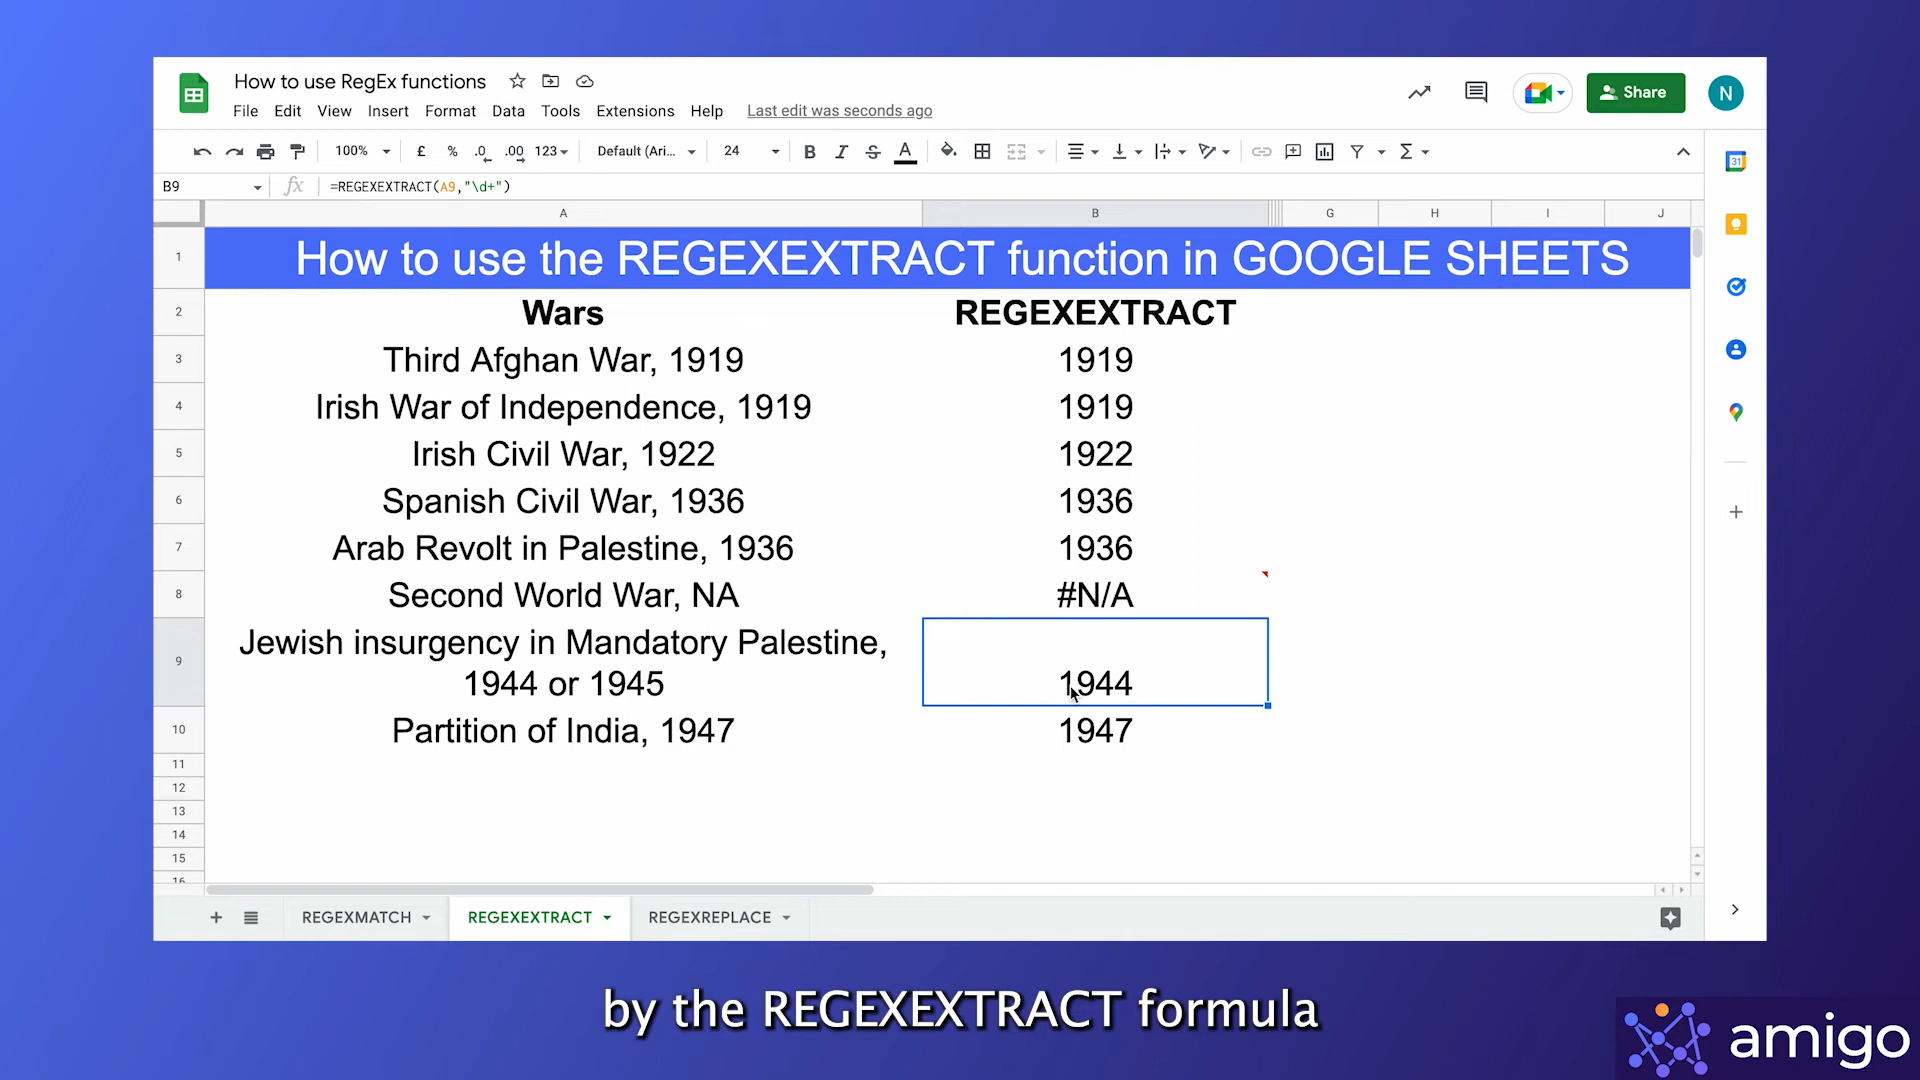 How to use RegEx functions
File Edit View Insert Format Data Tools Extensions Help Last edit was seconds ago
Share N
100% £ % .0 .00 123 Default (Ari... 24 B I S A
B9 fx =REGEXEXTRACT(A9,"\d+")
31
A B G H I J
1 How to use the REGEXEXTRACT function in GOOGLE SHEETS
2 Wars REGEXEXTRACT
3 Third Afghan War, 1919 1919
4 Irish War of Independence, 1919 1919
5 Irish Civil War, 1922 1922
6 Spanish Civil War, 1936 1936
7 Arab Revolt in Palestine, 1936 1936
8 Second World War, NA #N/A
Jewish insurgency in Mandatory Palestine,
9 1944 or 1945 1944
10 Partition of India, 1947 1947
11
12
13
14
15
16
REGEXMATCH REGEXEXTRACT REGEXREPLACE
by the REGEXEXTRACT formula
amigo